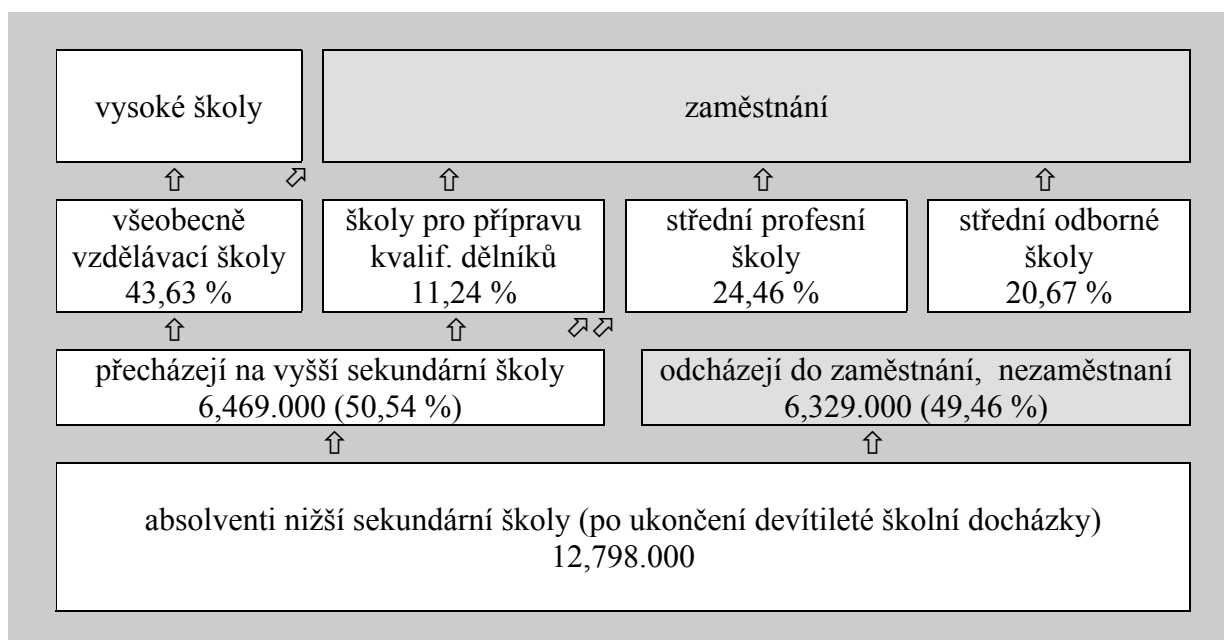 vysoké školy
zaměstnání
všeobecně
vzdělávací školy
43,63 %
školy pro přípravu
kvalif. dělníků
11,24 %
střední profesní
školy
24,46 %
střední odborné
školy
20,67 %
přecházejí na vyšší sekundární školy
6,469.000 (50,54 %)
odcházejí do zaměstnání, nezaměstnaní
6,329.000 (49,46 %)
absolventi nižší sekundární školy (po ukončení devítileté školní docházky)
12,798.000